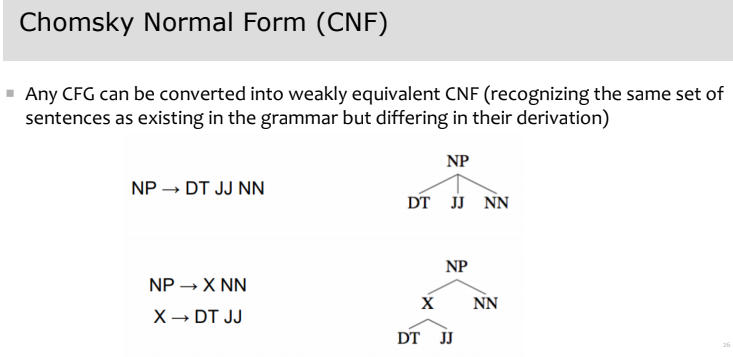 Chomsky Normal Form (CNF)
Any CFG can be converted into weakly equivalent CNF (recognizing the same set of
sentences as existing in the grammar but differing in their derivation)
NP → DT JJ NN
NP
DT JJ NN
NP → X NN
X → DT JJ
NP
X NN
DT JJ
26